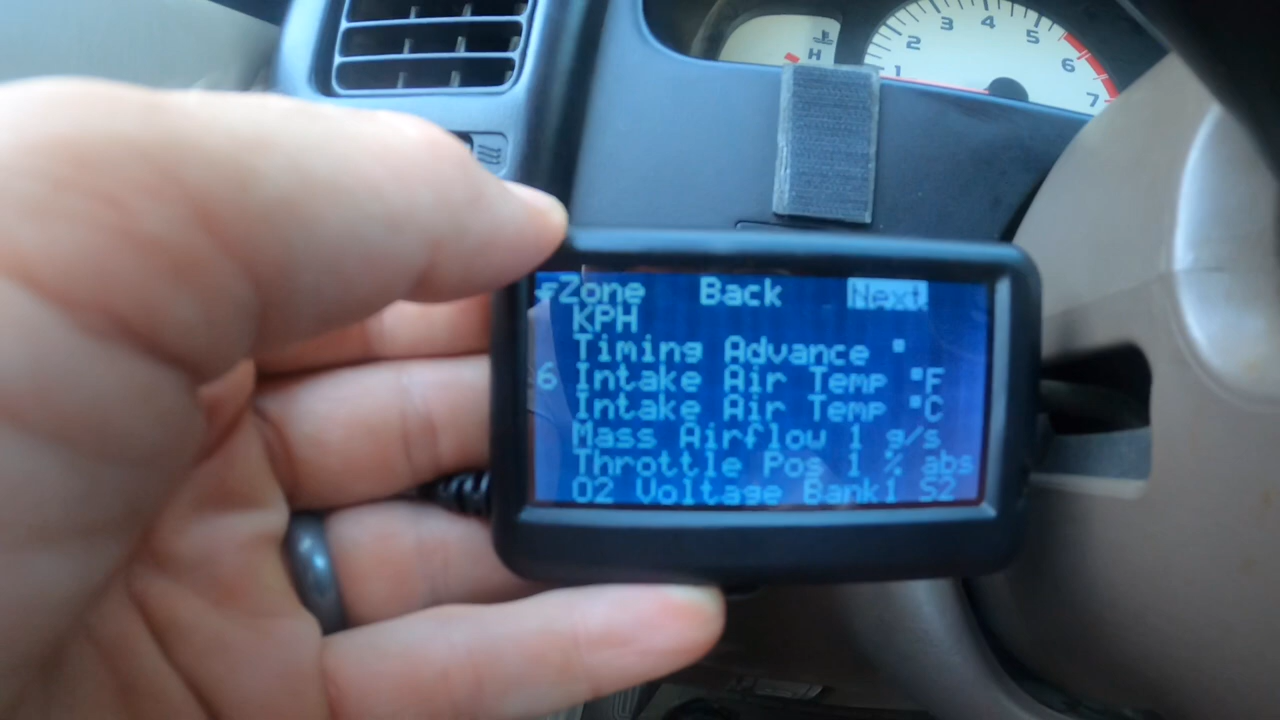 H
1 2 3 4 5 6 7
Zone Back Next
KPH
Timing Advance °
6 Intake Air Temp °F
Intake Air Temp °C
Mass Airflow 1 g/s
Throttle Pos 1 % abs
O2 Voltage Bank1 S2